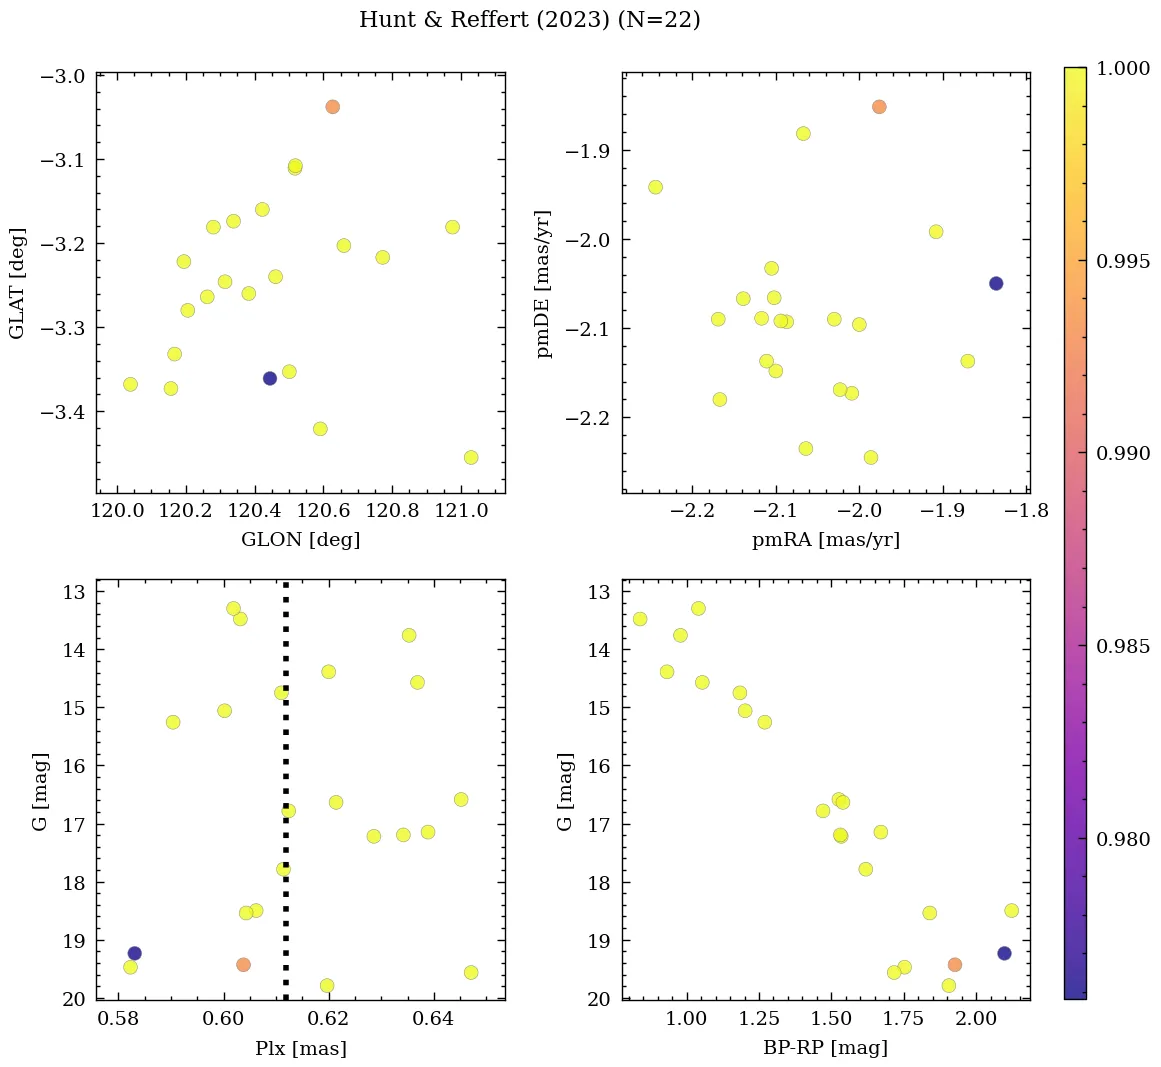 Hunt & Reffert (2023) (N=22)
−3.0
−3.1
−3.2
−3.3
−3.4
GLAT [deg]
120.0 120.2 120.4 120.6 120.8 121.0
GLON [deg]
−1.9
−2.0
−2.1
−2.2
pmDE [mas/yr]
−2.2 −2.1 −2.0 −1.9 −1.8
pmRA [mas/yr]
13
14
15
16
17
18
19
20
G [mag]
0.58 0.60 0.62 0.64
Plx [mas]
13
14
15
16
17
18
19
20
G [mag]
1.00 1.25 1.50 1.75 2.00
BP-RP [mag]
1.000
0.995
0.990
0.985
0.980